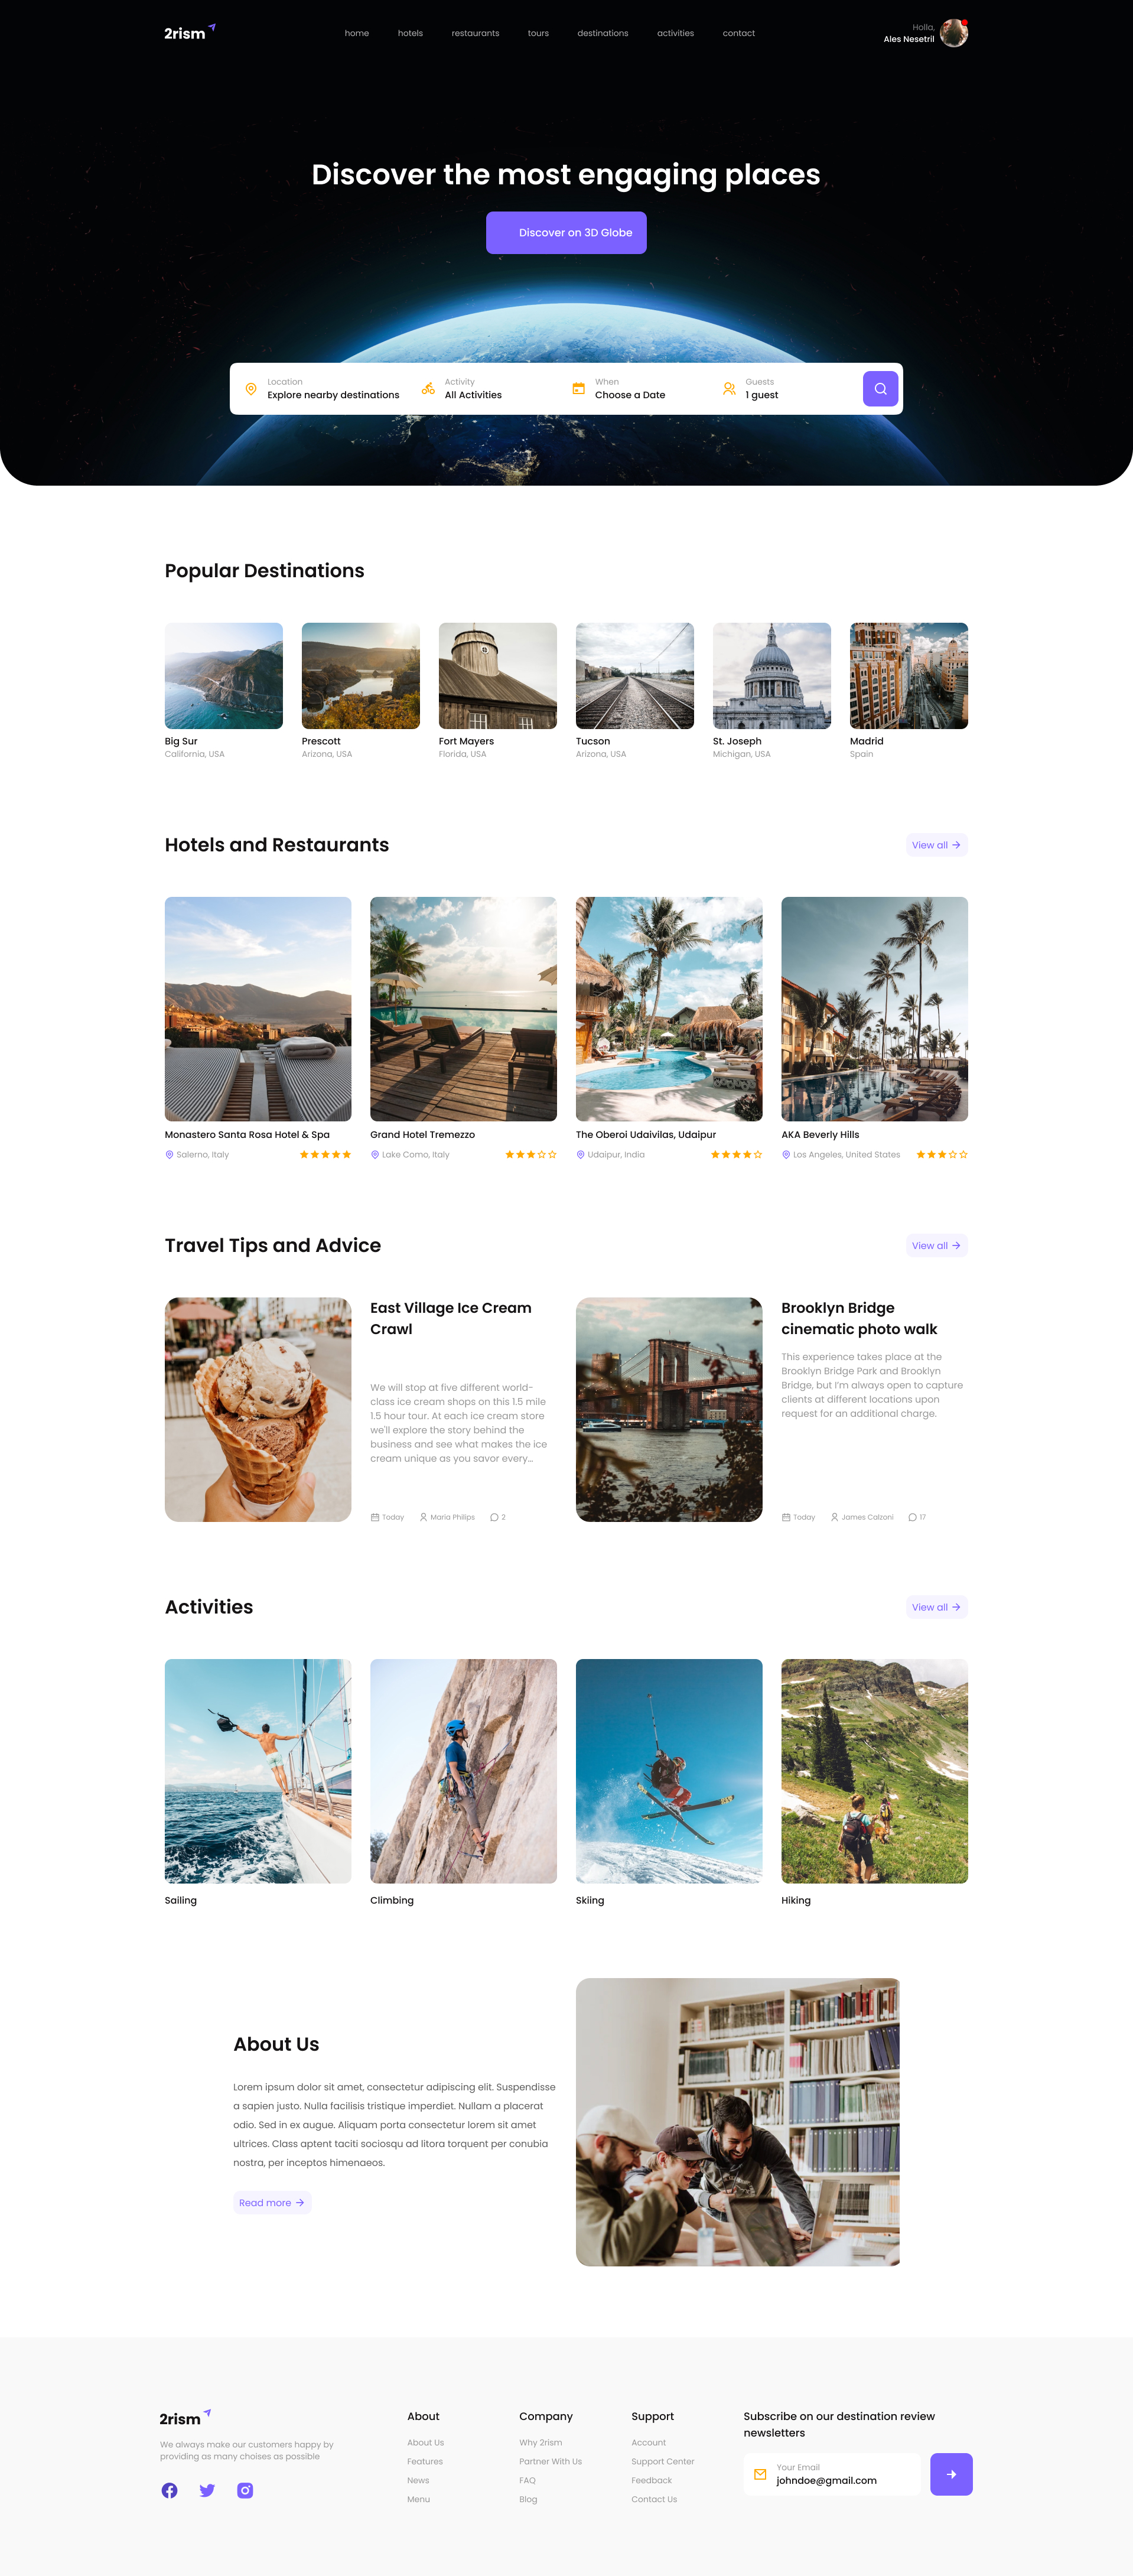 2rism
home
hotels
restaurants
tours
destinations
activities
contact
Holla,
Ales Nesetril
Discover the most engaging places
Discover on 3D Globe
Location
Explore nearby destinations
Activity
All Activities
When
Choose a Date
Guests
1 guest
Popular Destinations
Big Sur
California, USA
Prescott
Arizona, USA
Fort Mayers
Florida, USA
Tucson
Arizona, USA
St. Joseph
Michigan, USA
Madrid
Spain
Hotels and Restaurants
View all
Monastero Santa Rosa Hotel & Spa
Salerno, Italy
Grand Hotel Tremezzo
Lake Como, Italy
The Oberoi Udaivilas, Udaipur
Udaipur, India
AKA Beverly Hills
Los Angeles, United States
Travel Tips and Advice
View all
East Village Ice Cream
Crawl
We will stop at five different world-
class ice cream shops on this 1.5 mile
1.5 hour tour. At each ice cream store
we'll explore the story behind the
business and see what makes the ice
cream unique as you savor every...
Today
Maria Philips
2
Brooklyn Bridge
cinematic photo walk
This experience takes place at the
Brooklyn Bridge Park and Brooklyn
Bridge, but I'm always open to capture
clients at different locations upon
request for an additional charge.
Today
James Calzoni
17
Activities
View all
Sailing
Climbing
Skiing
Hiking
About Us
Lorem ipsum dolor sit amet, consectetur adipiscing elit. Suspendisse
a sapien justo. Nulla facilisis tristique imperdiet. Nullam a placerat
odio. Sed in ex augue. Aliquam porta consectetur lorem sit amet
ultrices. Class aptent taciti sociosqu ad litora torquent per conubia
nostra, per inceptos himenaeos.
Read more
2rism
We always make our customers happy by
providing as many choises as possible
About
About Us
Features
News
Menu
Company
Why 2rism
Partner With Us
FAQ
Blog
Support
Account
Support Center
Feedback
Contact Us
Subscribe on our destination review
newsletters
Your Email
johndoe@gmail.com